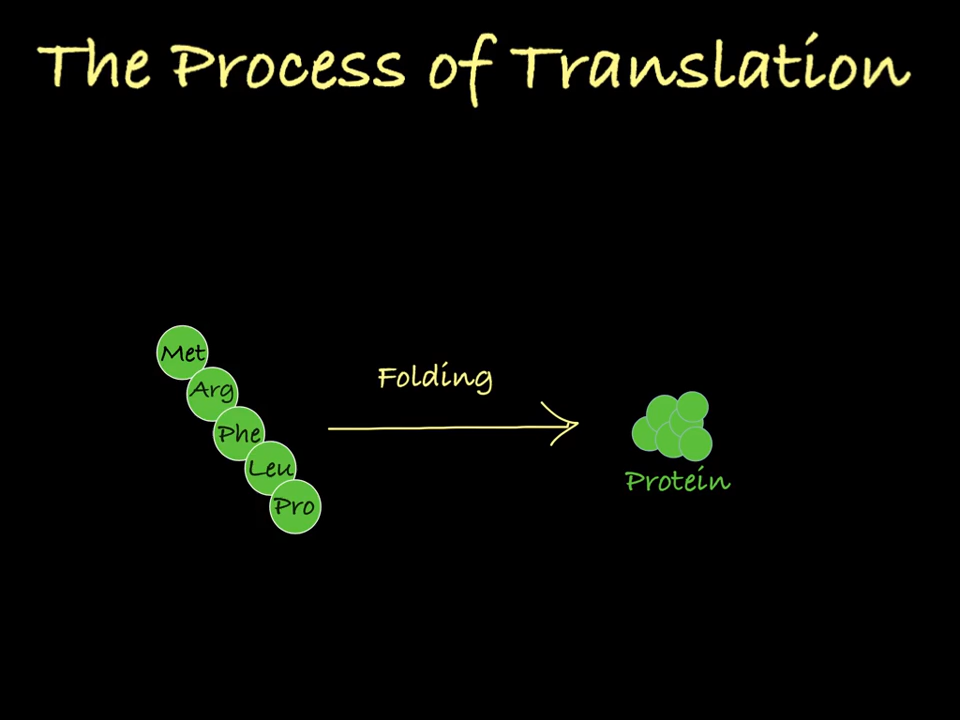 The Process of Translation
Met
Arg
Phe
Leu
Pro
Folding
Protein